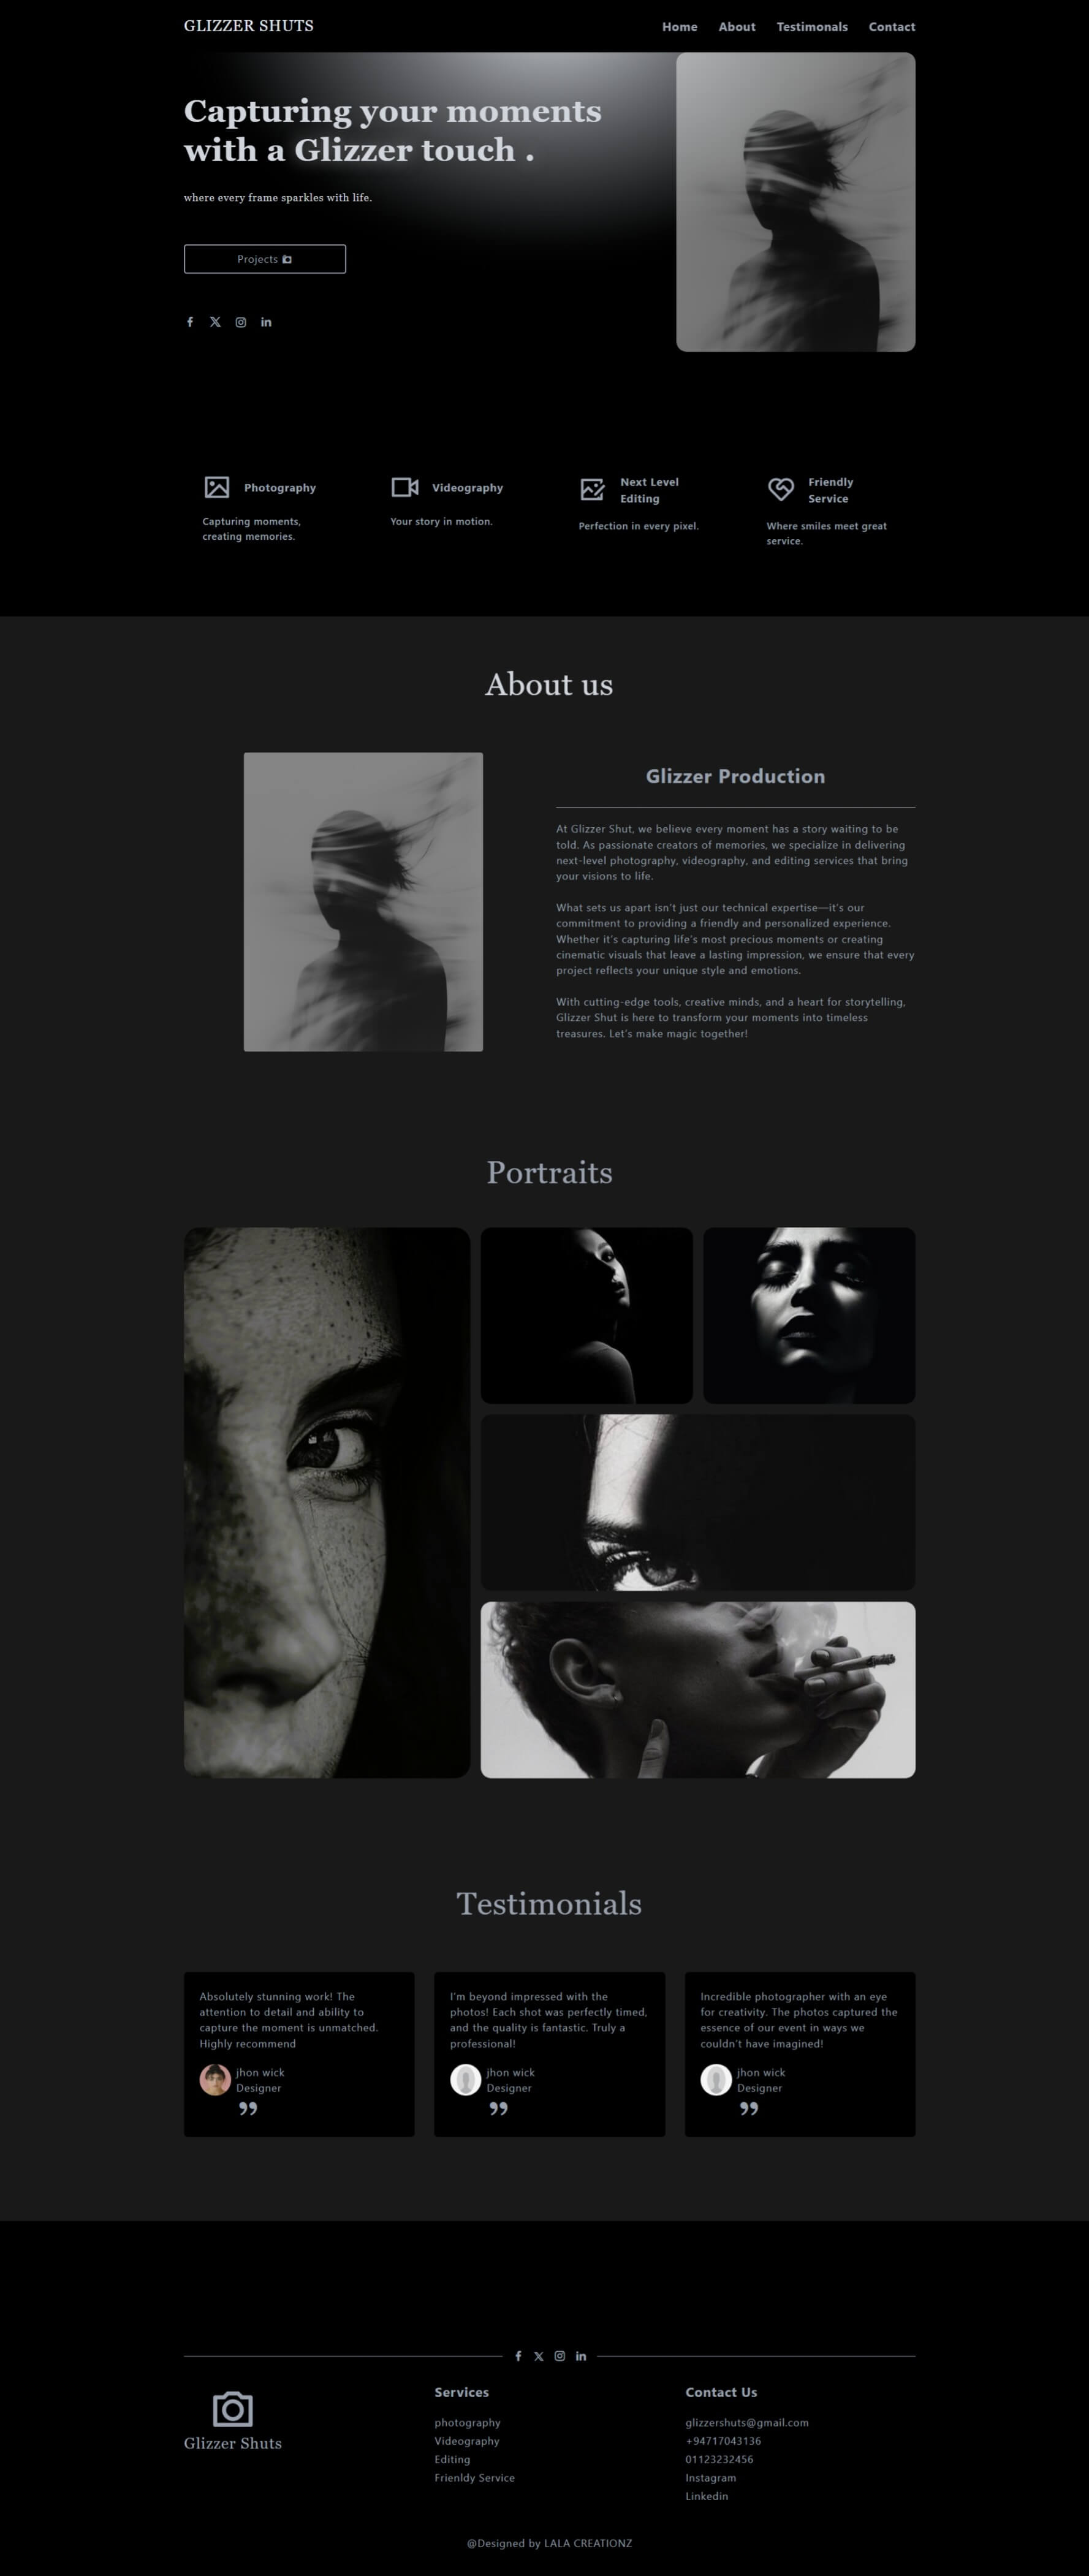 GLIZZER SHUTS
Home About Testimonals Contact
Capturing your moments
with a Glizzer touch .
where every frame sparkles with life.
Projects
Photography
Capturing moments,
creating memories.
Videography
Your story in motion.
Next Level
Editing
Perfection in every pixel.
Friendly
Service
Where smiles meet great
service.
About us
Glizzer Production
At Glizzer Shut, we believe every moment has a story waiting to be
told. As passionate creators of memories, we specialize in delivering
next-level photography, videography, and editing services that bring
your visions to life.
What sets us apart isn't just our technical expertise—it's our
commitment to providing a friendly and personalized experience.
Whether it's capturing life's most precious moments or creating
cinematic visuals that leave a lasting impression, we ensure that every
project reflects your unique style and emotions.
With cutting-edge tools, creative minds, and a heart for storytelling,
Glizzer Shut is here to transform your moments into timeless
treasures. Let's make magic together!
Portraits
Testimonials
Absolutely stunning work! The
attention to detail and ability to
capture the moment is unmatched.
Highly recommend
jhon wick
Designer
I'm beyond impressed with the
photos! Each shot was perfectly timed,
and the quality is fantastic. Truly a
professional!
jhon wick
Designer
Incredible photographer with an eye
for creativity. The photos captured the
essence of our event in ways we
couldn't have imagined!
jhon wick
Designer
Glizzer Shuts
Services
photography
Videography
Editing
Frienldy Service
Contact Us
glizzershuts@gmail.com
+94717043136
01123232456
Instagram
Linkedin
@Designed by LALA CREATIONZ